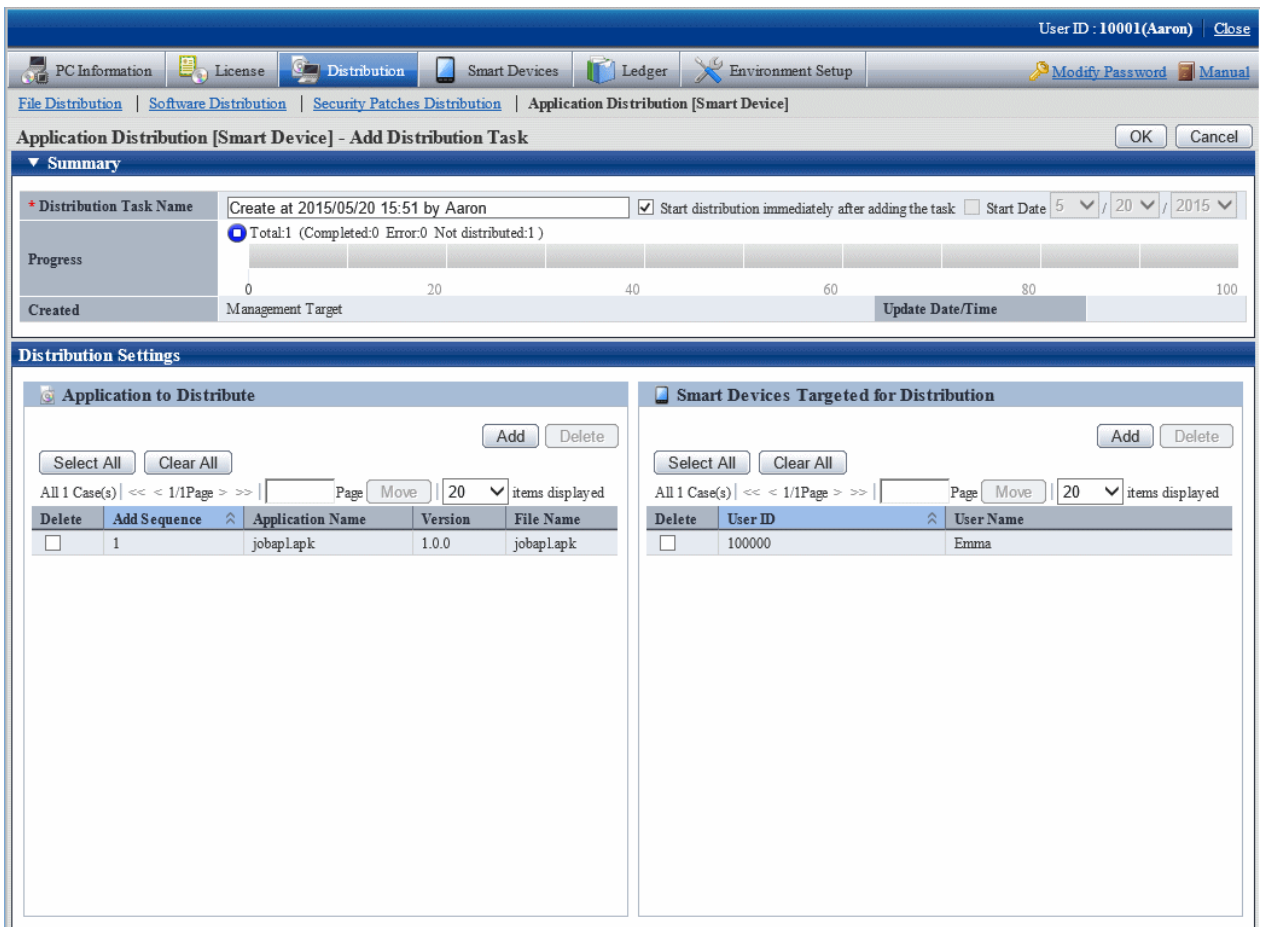 User ID : 10001(Aaron) Close
PC Information License Distribution Smart Devices Ledger Environment Setup Modify Password Manual
File Distribution | Software Distribution | Security Patches Distribution | Application Distribution [Smart Device]
Application Distribution [Smart Device] - Add Distribution Task OK Cancel
▼ Summary
* Distribution Task Name Create at 2015/05/20 15:51 by Aaron Start distribution immediately after adding the task Start Date 5 / 20 / 2015
Total:1 (Completed:0 Error:0 Not distributed:1 )
Progress
0 20 40 60 80 100
Created Management Target Update Date/Time
Distribution Settings
Application to Distribute
Add Delete
Select All Clear All
All 1 Case(s) | << < 1/1Page > >> | Page Move | 20 items displayed
Delete Add Sequence Application Name Version File Name
1 jobapl.apk 1.0.0 jobapl.apk
Smart Devices Targeted for Distribution
Add Delete
Select All Clear All
All 1 Case(s) | << < 1/1Page > >> | Page Move | 20 items displayed
Delete User ID User Name
100000 Emma